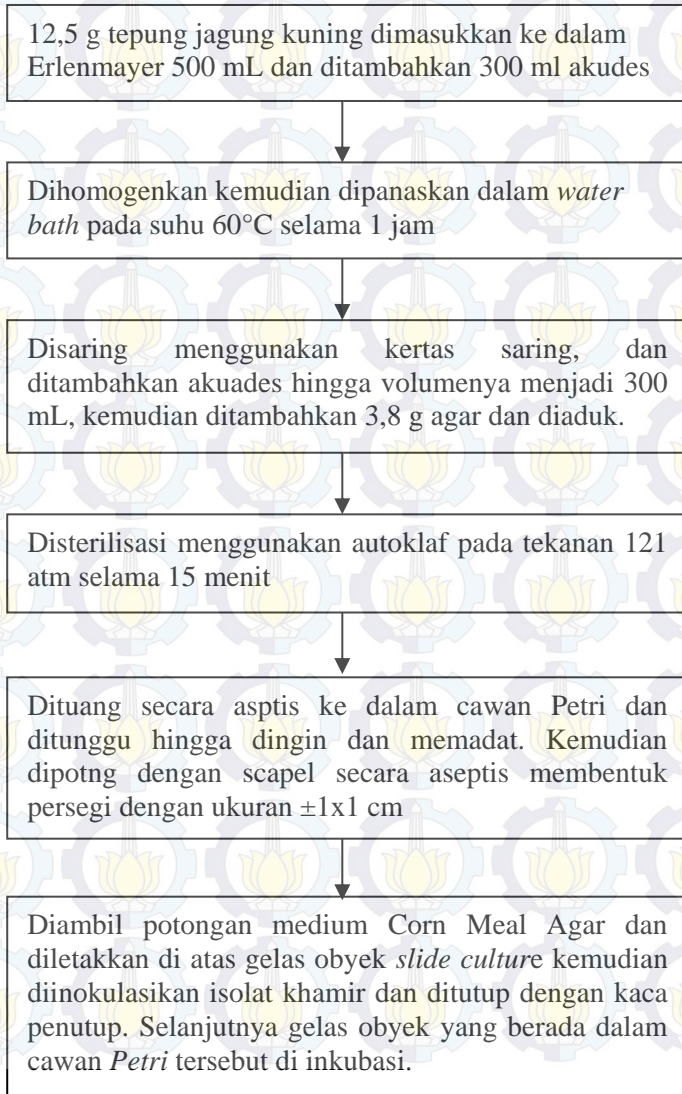 12,5 g tepung jagung kuning dimasukkan ke dalam
Erlenmayer 500 mL dan ditambahkan 300 ml akudes
Dihomogenkan kemudian dipanaskan dalam water
bath pada suhu 60°C selama 1 jam
Disaring menggunakan kertas saring, dan
ditambahkan akuades hingga volumenya menjadi 300
mL, kemudian ditambahkan 3,8 g agar dan diaduk.
Disterilisasi menggunakan autoklaf pada tekanan 121
atm selama 15 menit
Dituang secara asptis ke dalam cawan Petri dan
ditunggu hingga dingin dan memadat. Kemudian
dipotng dengan scapel secara aseptis membentuk
persegi dengan ukuran ±1x1 cm
Diambil potongan medium Corn Meal Agar dan
diletakkan di atas gelas obyek slide culture kemudian
diinokulasikan isolat khamir dan ditutup dengan kaca
penutup. Selanjutnya gelas obyek yang berada dalam
cawan Petri tersebut di inkubasi.